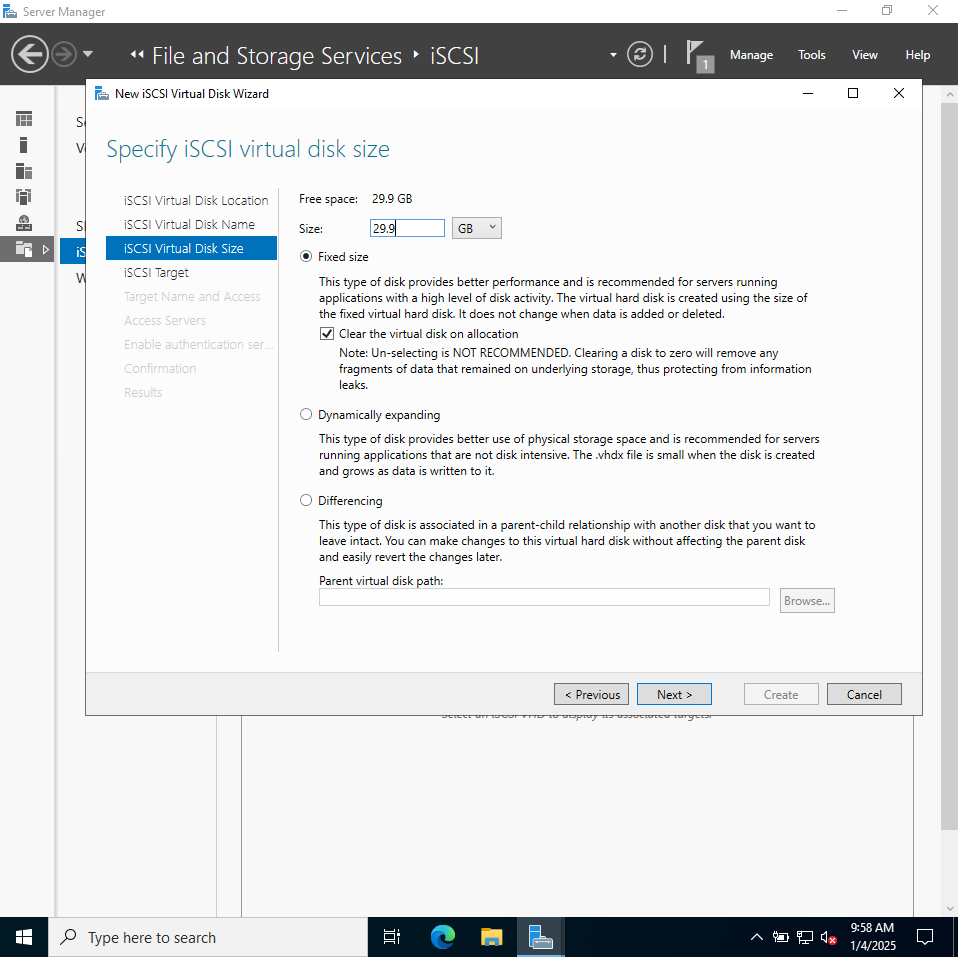 Server Manager
File and Storage Services
iSCSI
1
Manage
Tools
View
Help
New iSCSI Virtual Disk Wizard
Specify iSCSI virtual disk size
iSCSI Virtual Disk Location
iSCSI Virtual Disk Name
iSCSI Virtual Disk Size
iSCSI Target
Target Name and Access
Access Servers
Enable authentication ser...
Confirmation
Results
Free space: 29.9 GB
Size: 29.9 GB
Fixed size
This type of disk provides better performance and is recommended for servers running
applications with a high level of disk activity. The virtual hard disk is created using the size of
the fixed virtual hard disk. It does not change when data is added or deleted.
Clear the virtual disk on allocation
Note: Un-selecting is NOT RECOMMENDED. Clearing a disk to zero will remove any
fragments of data that remained on underlying storage, thus protecting from information
leaks.
Dynamically expanding
This type of disk provides better use of physical storage space and is recommended for servers
running applications that are not disk intensive. The .vhdx file is small when the disk is created
and grows as data is written to it.
Differencing
This type of disk is associated in a parent-child relationship with another disk that you want to
leave intact. You can make changes to this virtual hard disk without affecting the parent disk
and easily revert the changes later.
Parent virtual disk path:
Browse...
< Previous
Next >
Create
Cancel
Select an iSCSI VHD to display its associated targets.
Type here to search
9:58 AM
1/4/2025